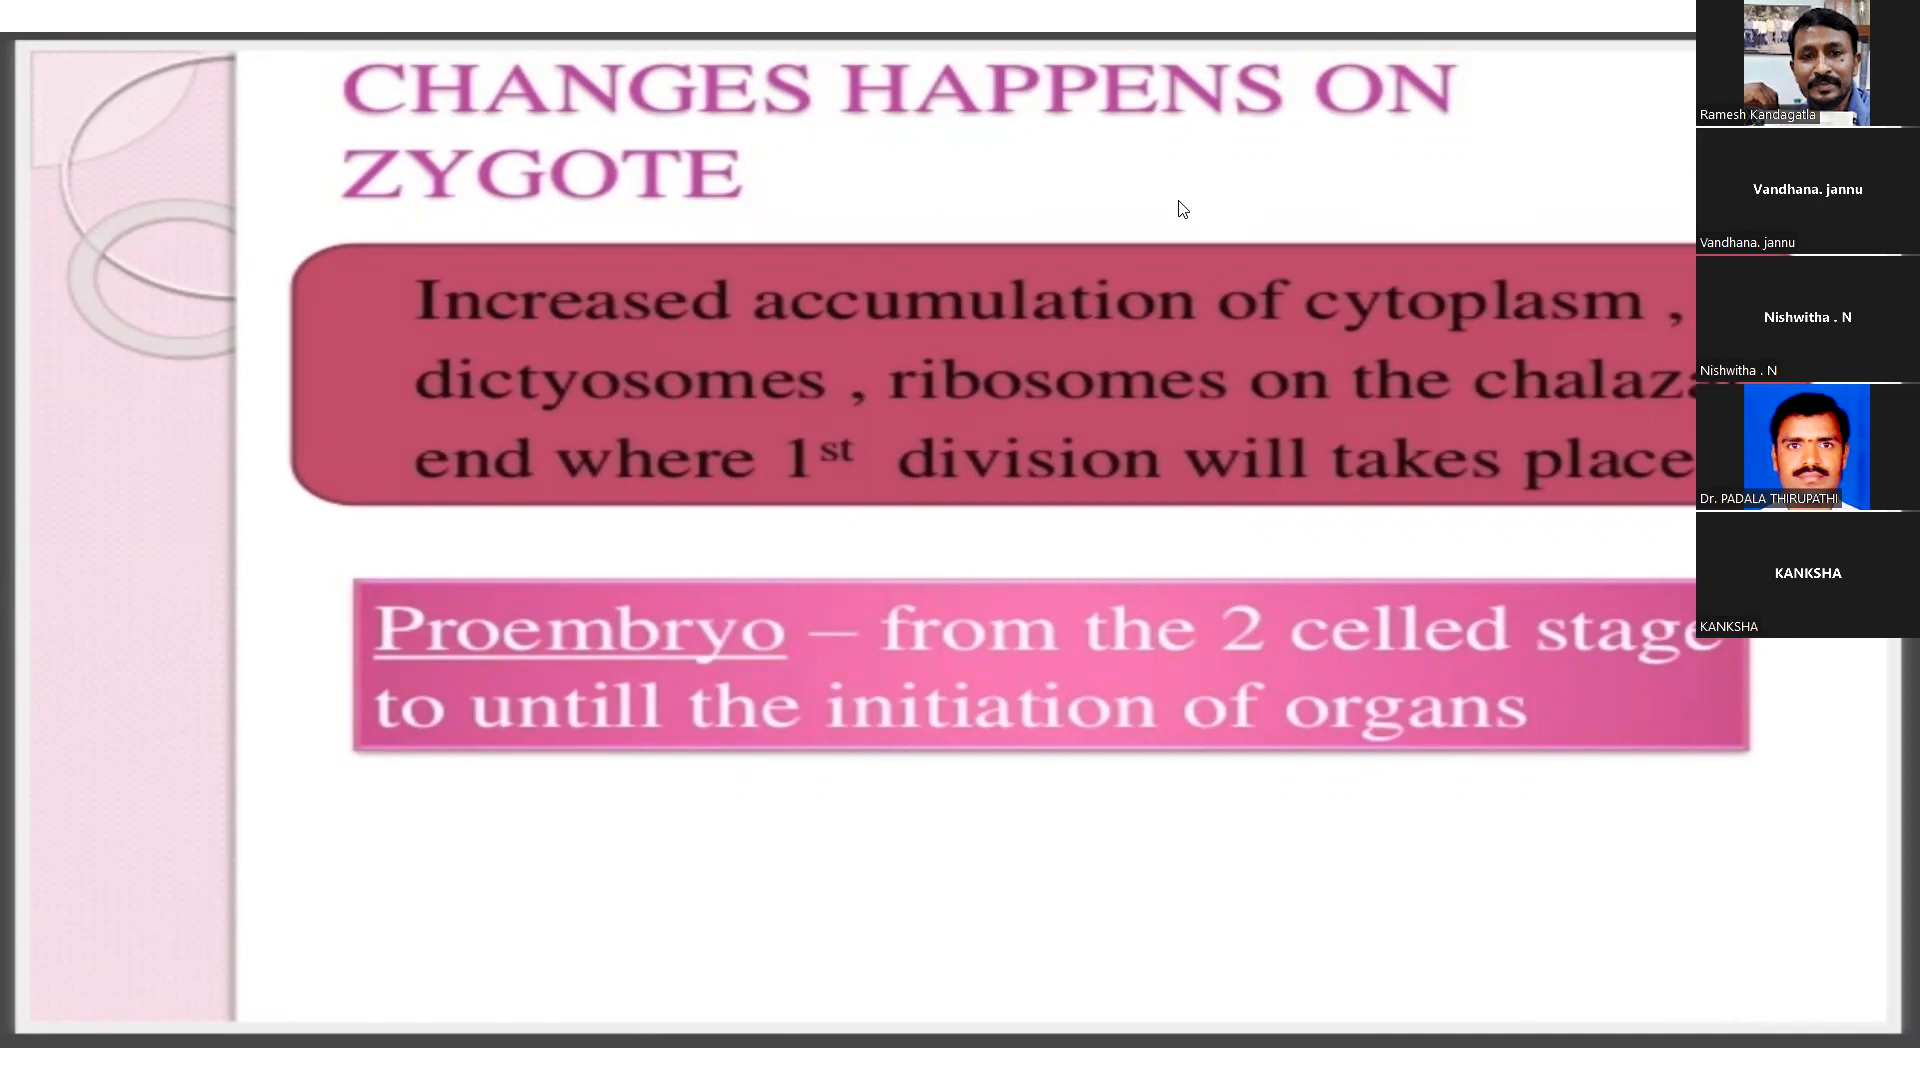 CHANGES HAPPENS ON
ZYGOTE
Increased accumulation of cytoplasm ,
dictyosomes , ribosomes on the
end where 1st division will takes place
Proembryo – from the 2 celled stage
to untill the initiation of organs
Ramesh Kandagatla
Vandhana. jannu
Vandhana. jannu
Nishwitha . N
Nishwitha . N
Dr. PADALA THIRUPATHI
KANKSHA
KANKSHA